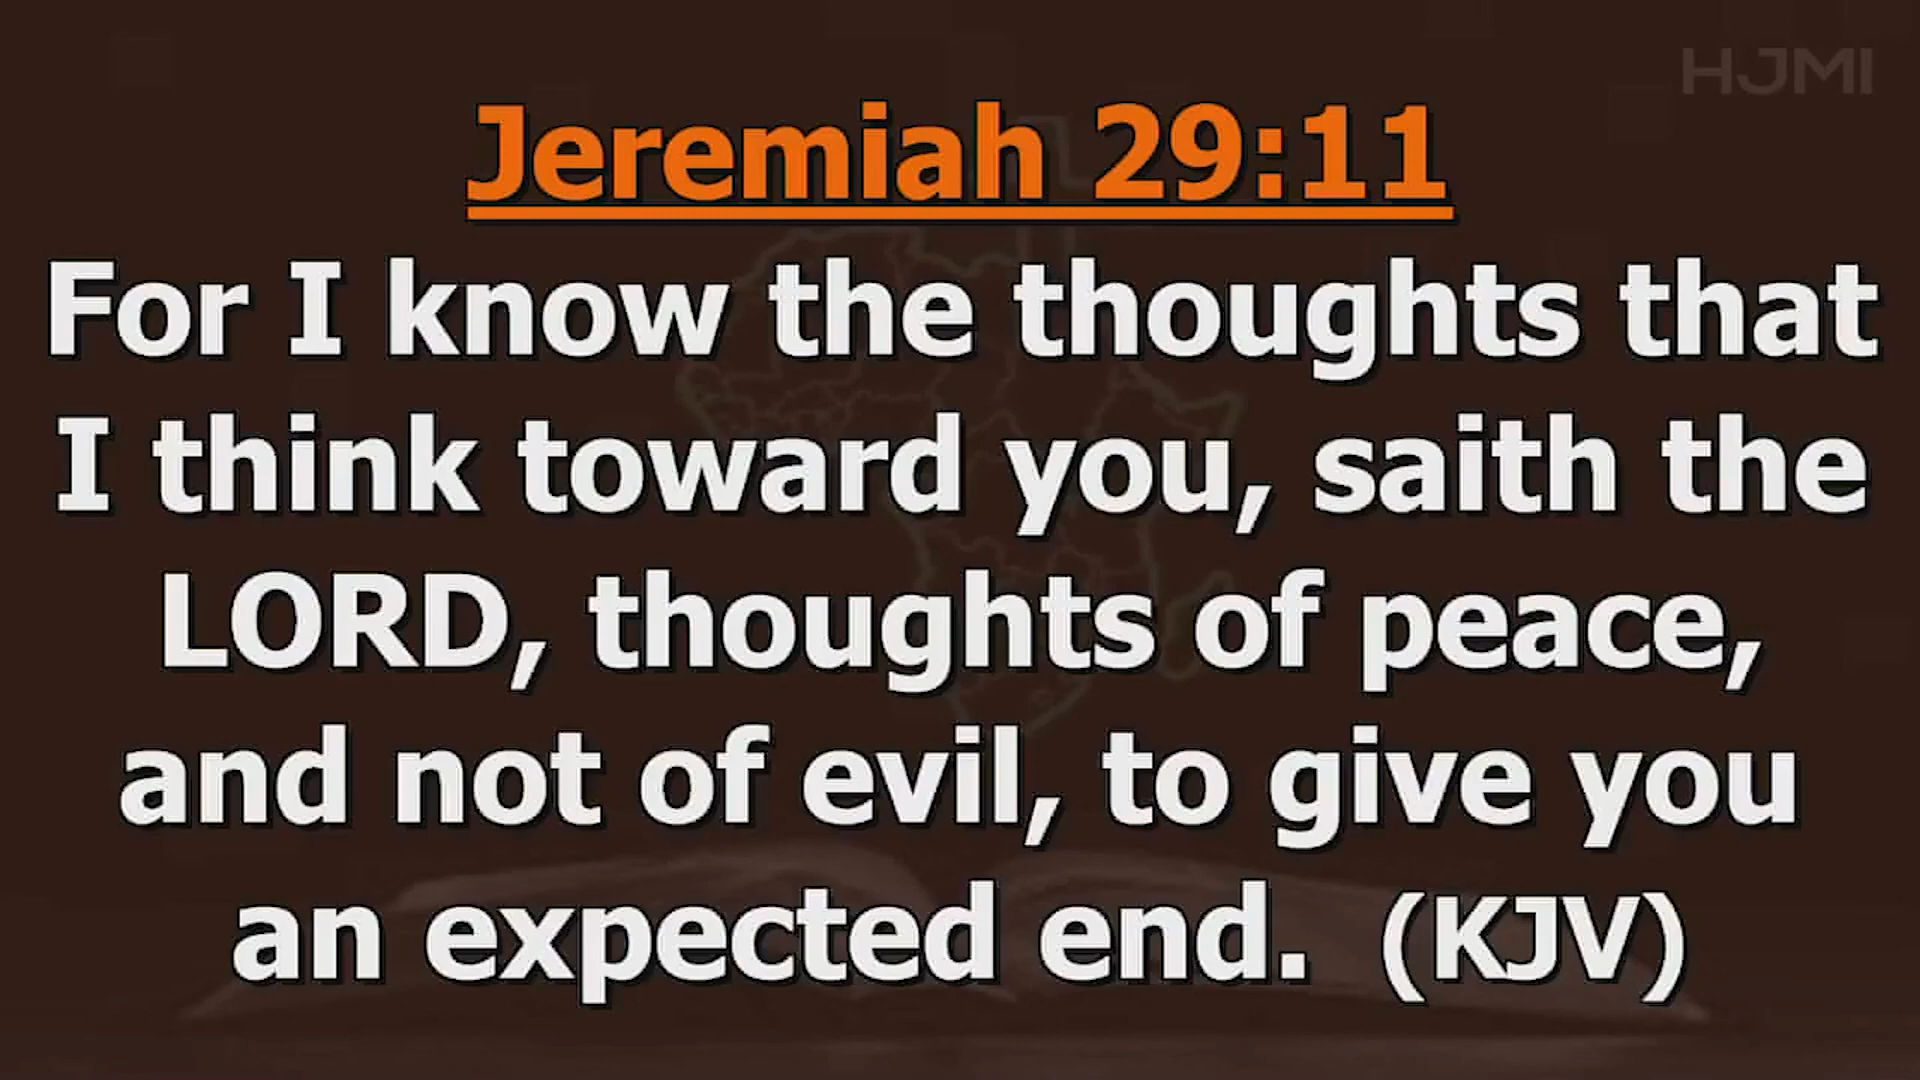 HJMI
Jeremiah 29:11
For I know the thoughts that
I think toward you, saith the
LORD, thoughts of peace,
and not of evil, to give you
an expected end. (KJV)